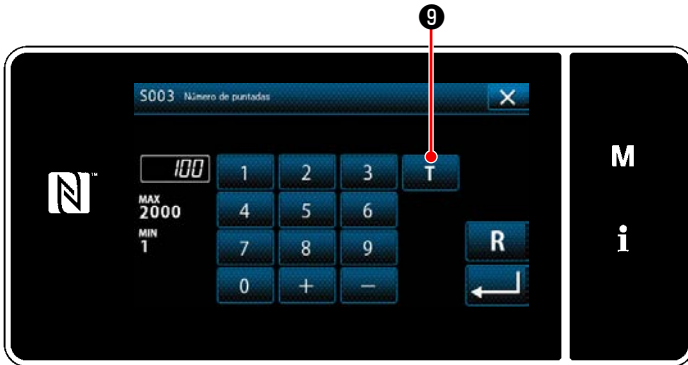 9
S003 Número de puntadas
100 1 2 3 T
MAX
2000 4 5 6
MIN
1 7 8 9 R
0 + −
M
i
N™